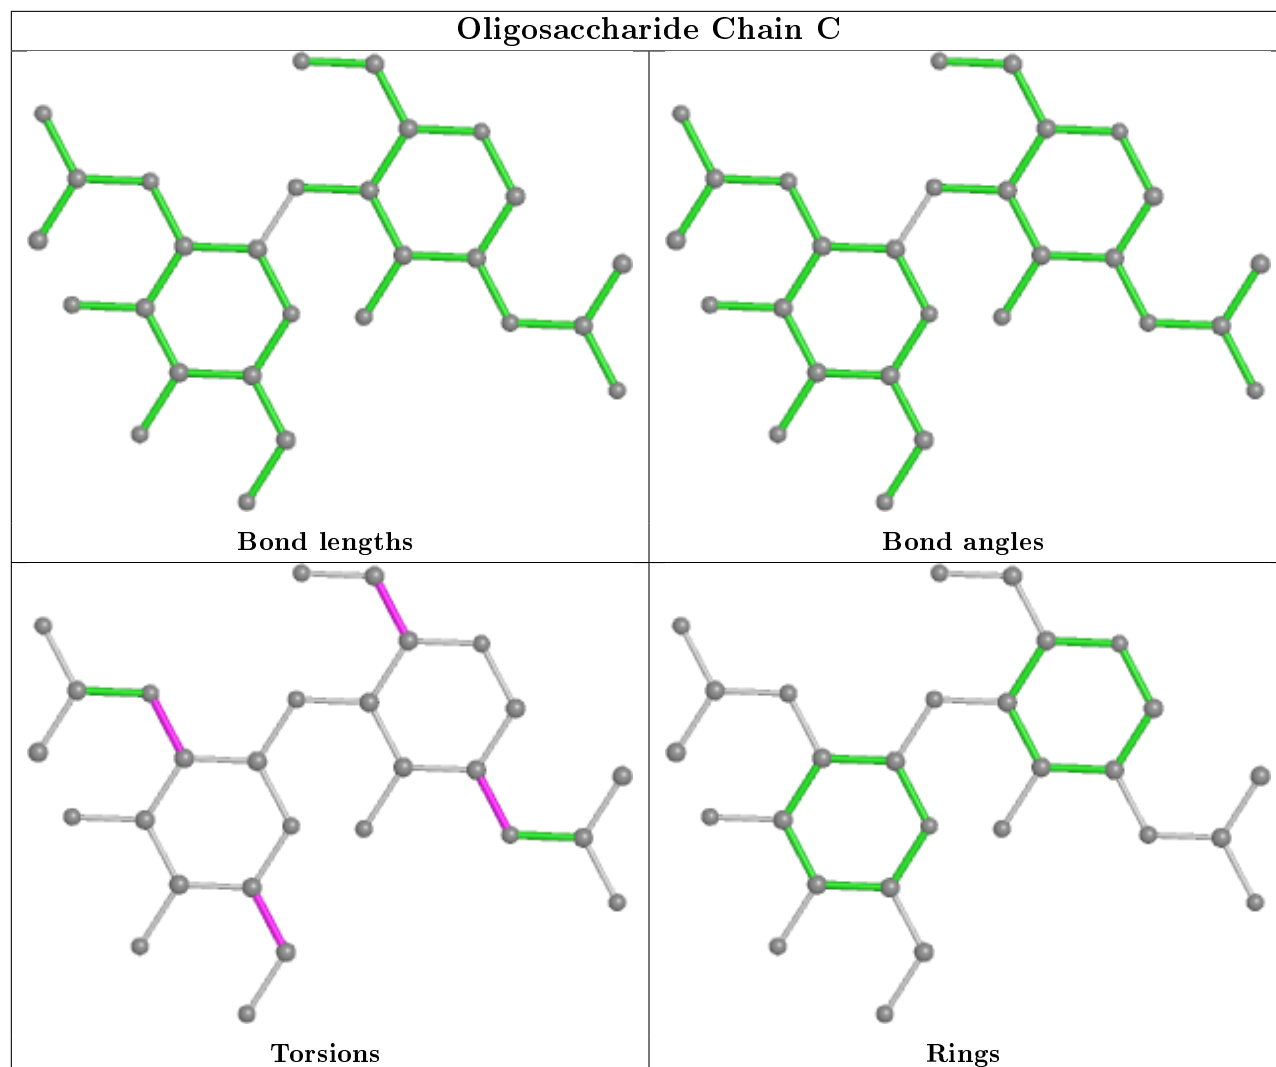 Oligosaccharide Chain C
Bond lengths
Bond angles
Torsions
Rings